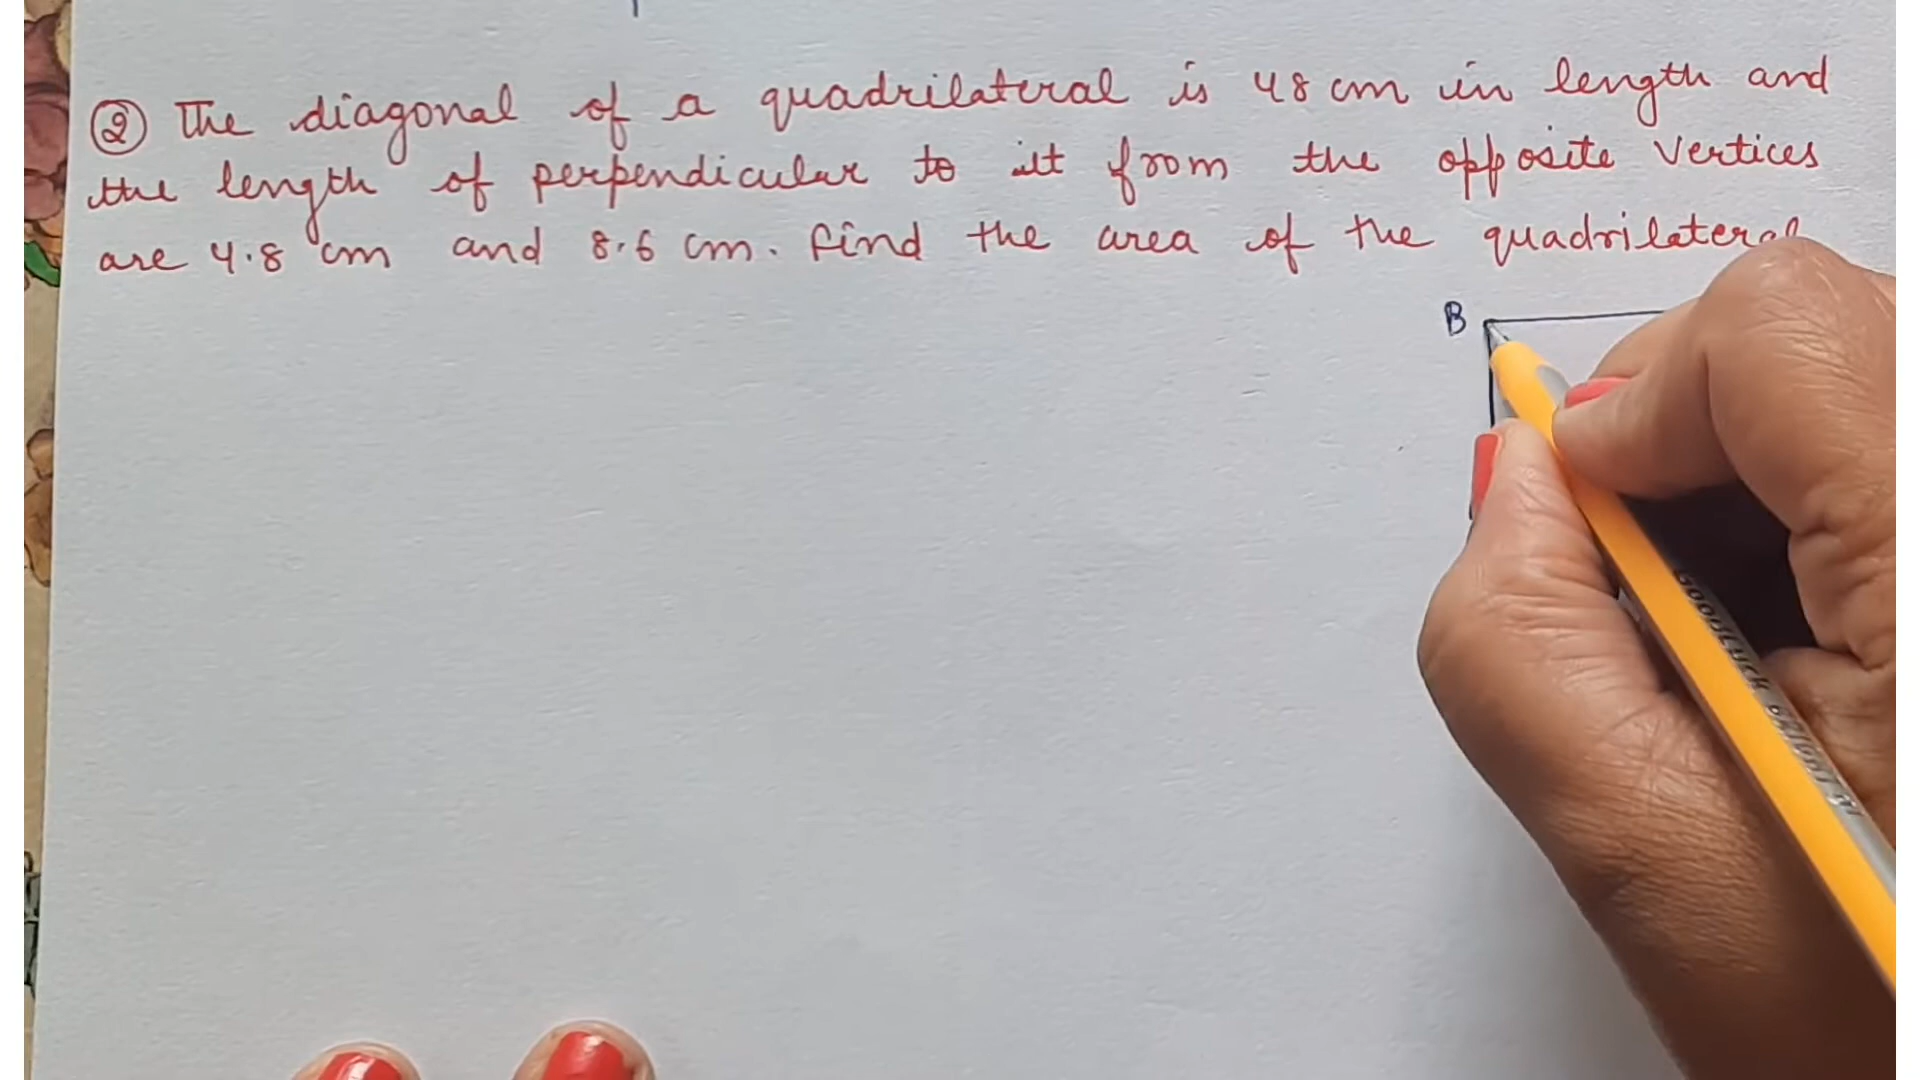 ② The diagonal of a quadrilateral is 48 cm in length and
the length of perpendicular to it from the opposite vertices
are 4.8 cm and 8.6 cm. Find the area of the quadrilateral
B